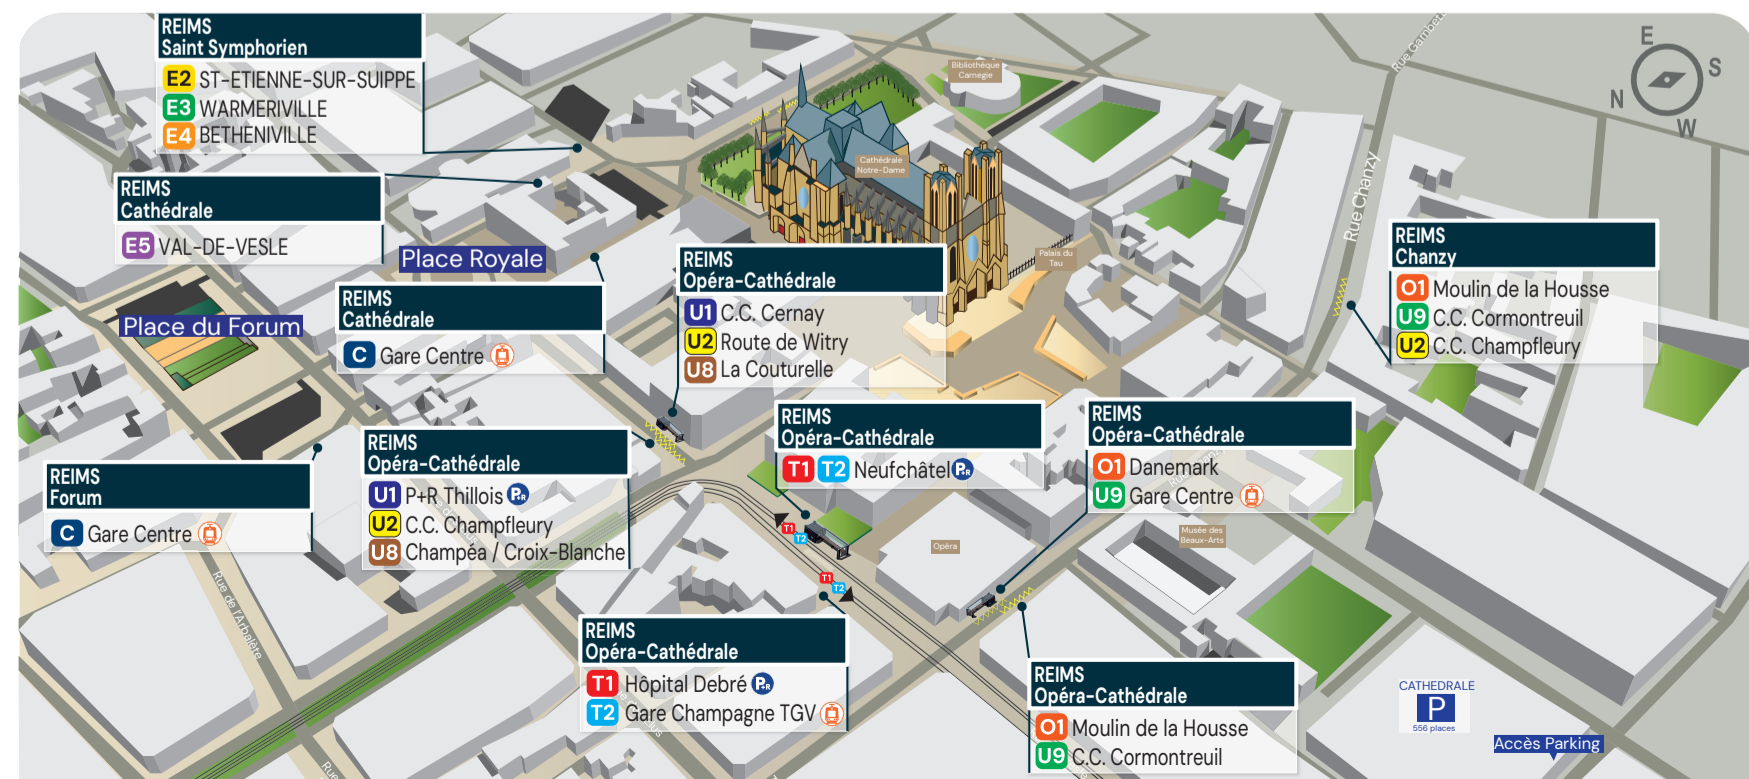 REIMS
Saint Symphorien
E2 ST-ETIENNE-SUR-SUIPPE
E3 WARMERIVILLE
E4 BETHENIVILLE
REIMS
Cathédrale
E5 VAL-DE-VESLE
Place Royale
Place du Forum
REIMS
Cathédrale
C Gare Centre
REIMS
Opéra-Cathédrale
U1 C.C. Cernay
U2 Route de Witry
U8 La Couturelle
Bibliothèque
Carnegie
Cathédrale
Notre-Dame
Palais du
Tau
Rue Gambetta
Rue Chanzy
E
S
N
W
REIMS
Chanzy
O1 Moulin de la Housse
U9 C.C. Cormontreuil
U2 C.C. Champfleury
REIMS
Forum
C Gare Centre
REIMS
Opéra-Cathédrale
U1 P+R Thillois P+R
U2 C.C. Champfleury
U8 Champéa / Croix-Blanche
REIMS
Opéra-Cathédrale
T1 T2 Neufchâtel P+R
REIMS
Opéra-Cathédrale
O1 Danemark
U9 Gare Centre
T1
T2
T1
T2
Opéra
Musée des
Beaux-Arts
Rue de l'Arbalète
Rue
REIMS
Opéra-Cathédrale
T1 Hôpital Debré P+R
T2 Gare Champagne TGV
REIMS
Opéra-Cathédrale
O1 Moulin de la Housse
U9 C.C. Cormontreuil
CATHEDRALE
P
556 places
Accès Parking